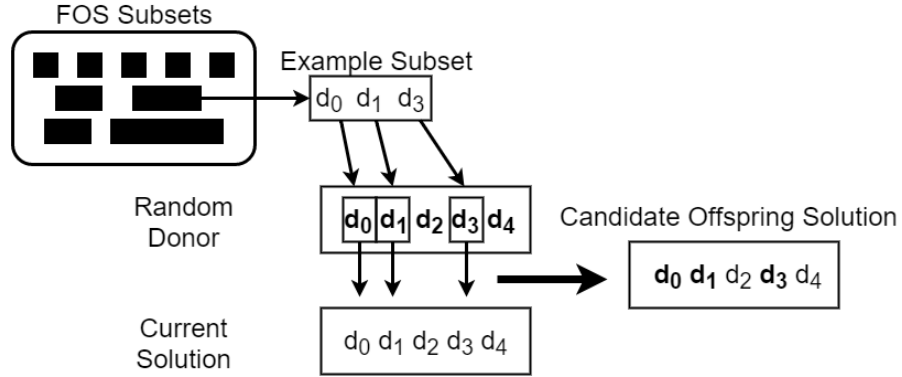 FOS Subsets
Example Subset
d₀ d₁ d₃
Random
Donor
d₀ d₁ d₂ d₃ d₄
Candidate Offspring Solution
d₀ d₁ d₂ d₃ d₄
Current
Solution
d₀ d₁ d₂ d₃ d₄